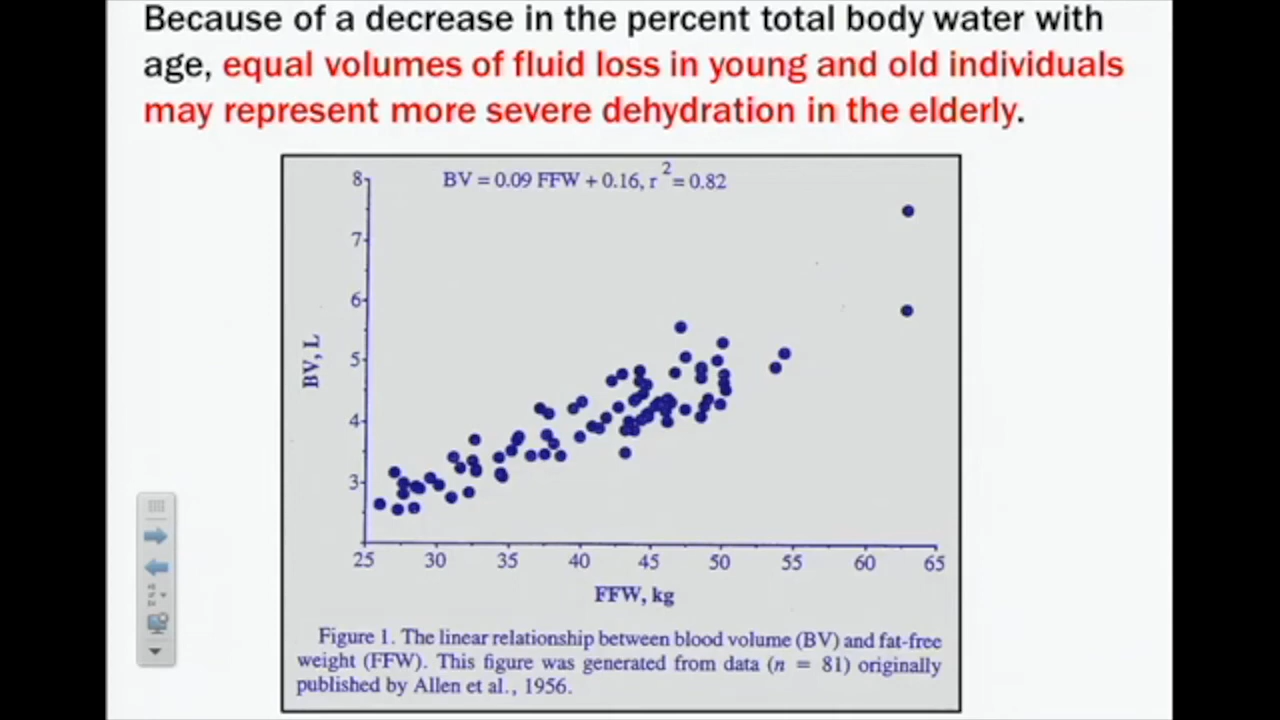 Because of a decrease in the percent total body water with
age, equal volumes of fluid loss in young and old individuals
may represent more severe dehydration in the elderly.
BV = 0.09 FFW + 0.16, r² = 0.82
8
7
6
5
4
3
BV, L
25 30 35 40 45 50 55 60 65
FFW, kg
Figure 1. The linear relationship between blood volume (BV) and fat-free
weight (FFW). This figure was generated from data (n = 81) originally
published by Allen et al., 1956.